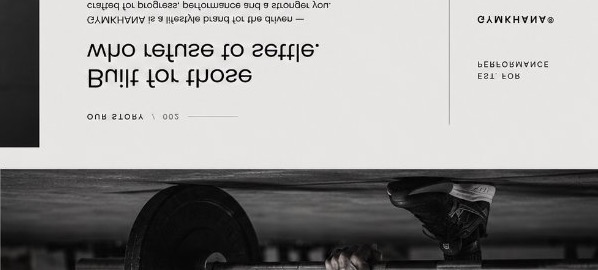 OUR STORY / 002
Built for those
who refuse to settle.
GYMKHANA is a lifestyle brand for the driven —
crafted for progress, performance and a stronger you.
EST. FOR
PERFORMANCE
GYMKHANA®